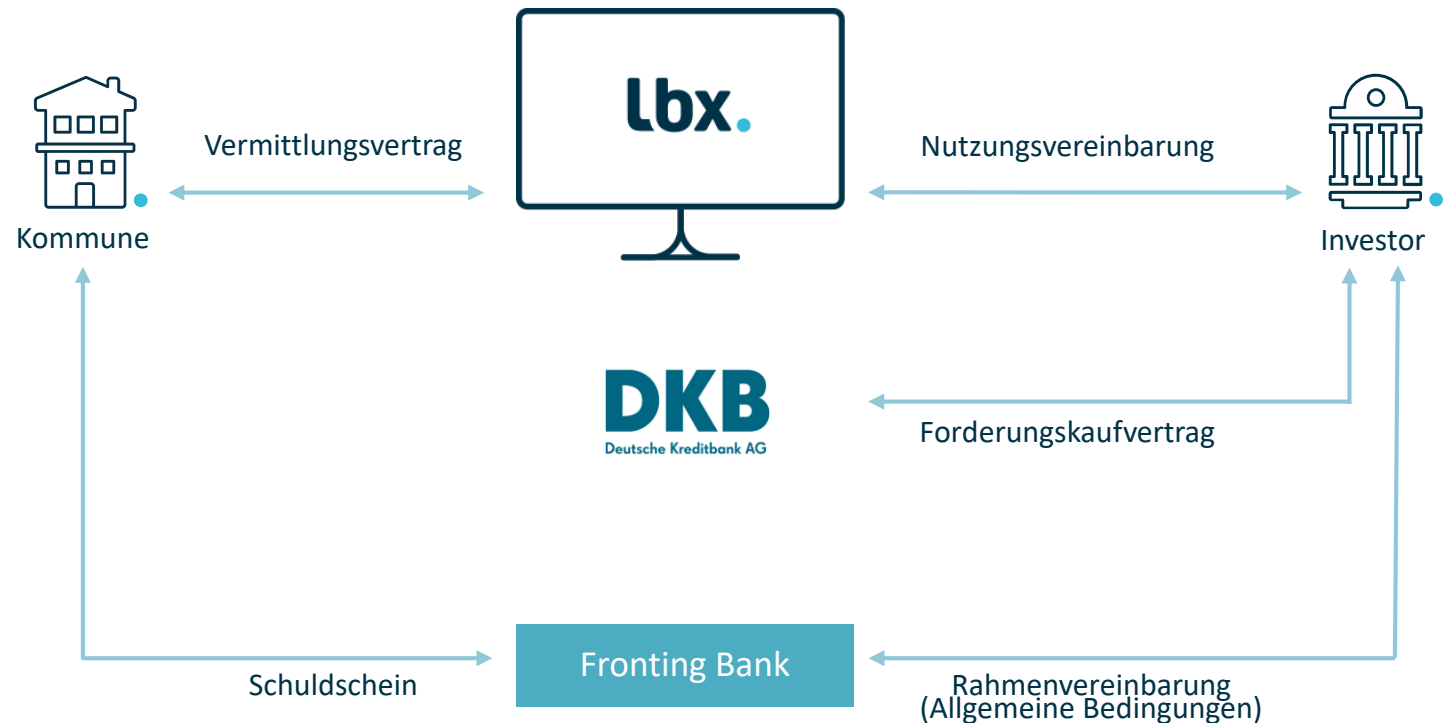 lbx.
Vermittlungsvertrag
Nutzungsvereinbarung
Kommune
Investor
DKB
Deutsche Kreditbank AG
Forderungskaufvertrag
Fronting Bank
Schuldschein
Rahmenvereinbarung
(Allgemeine Bedingungen)